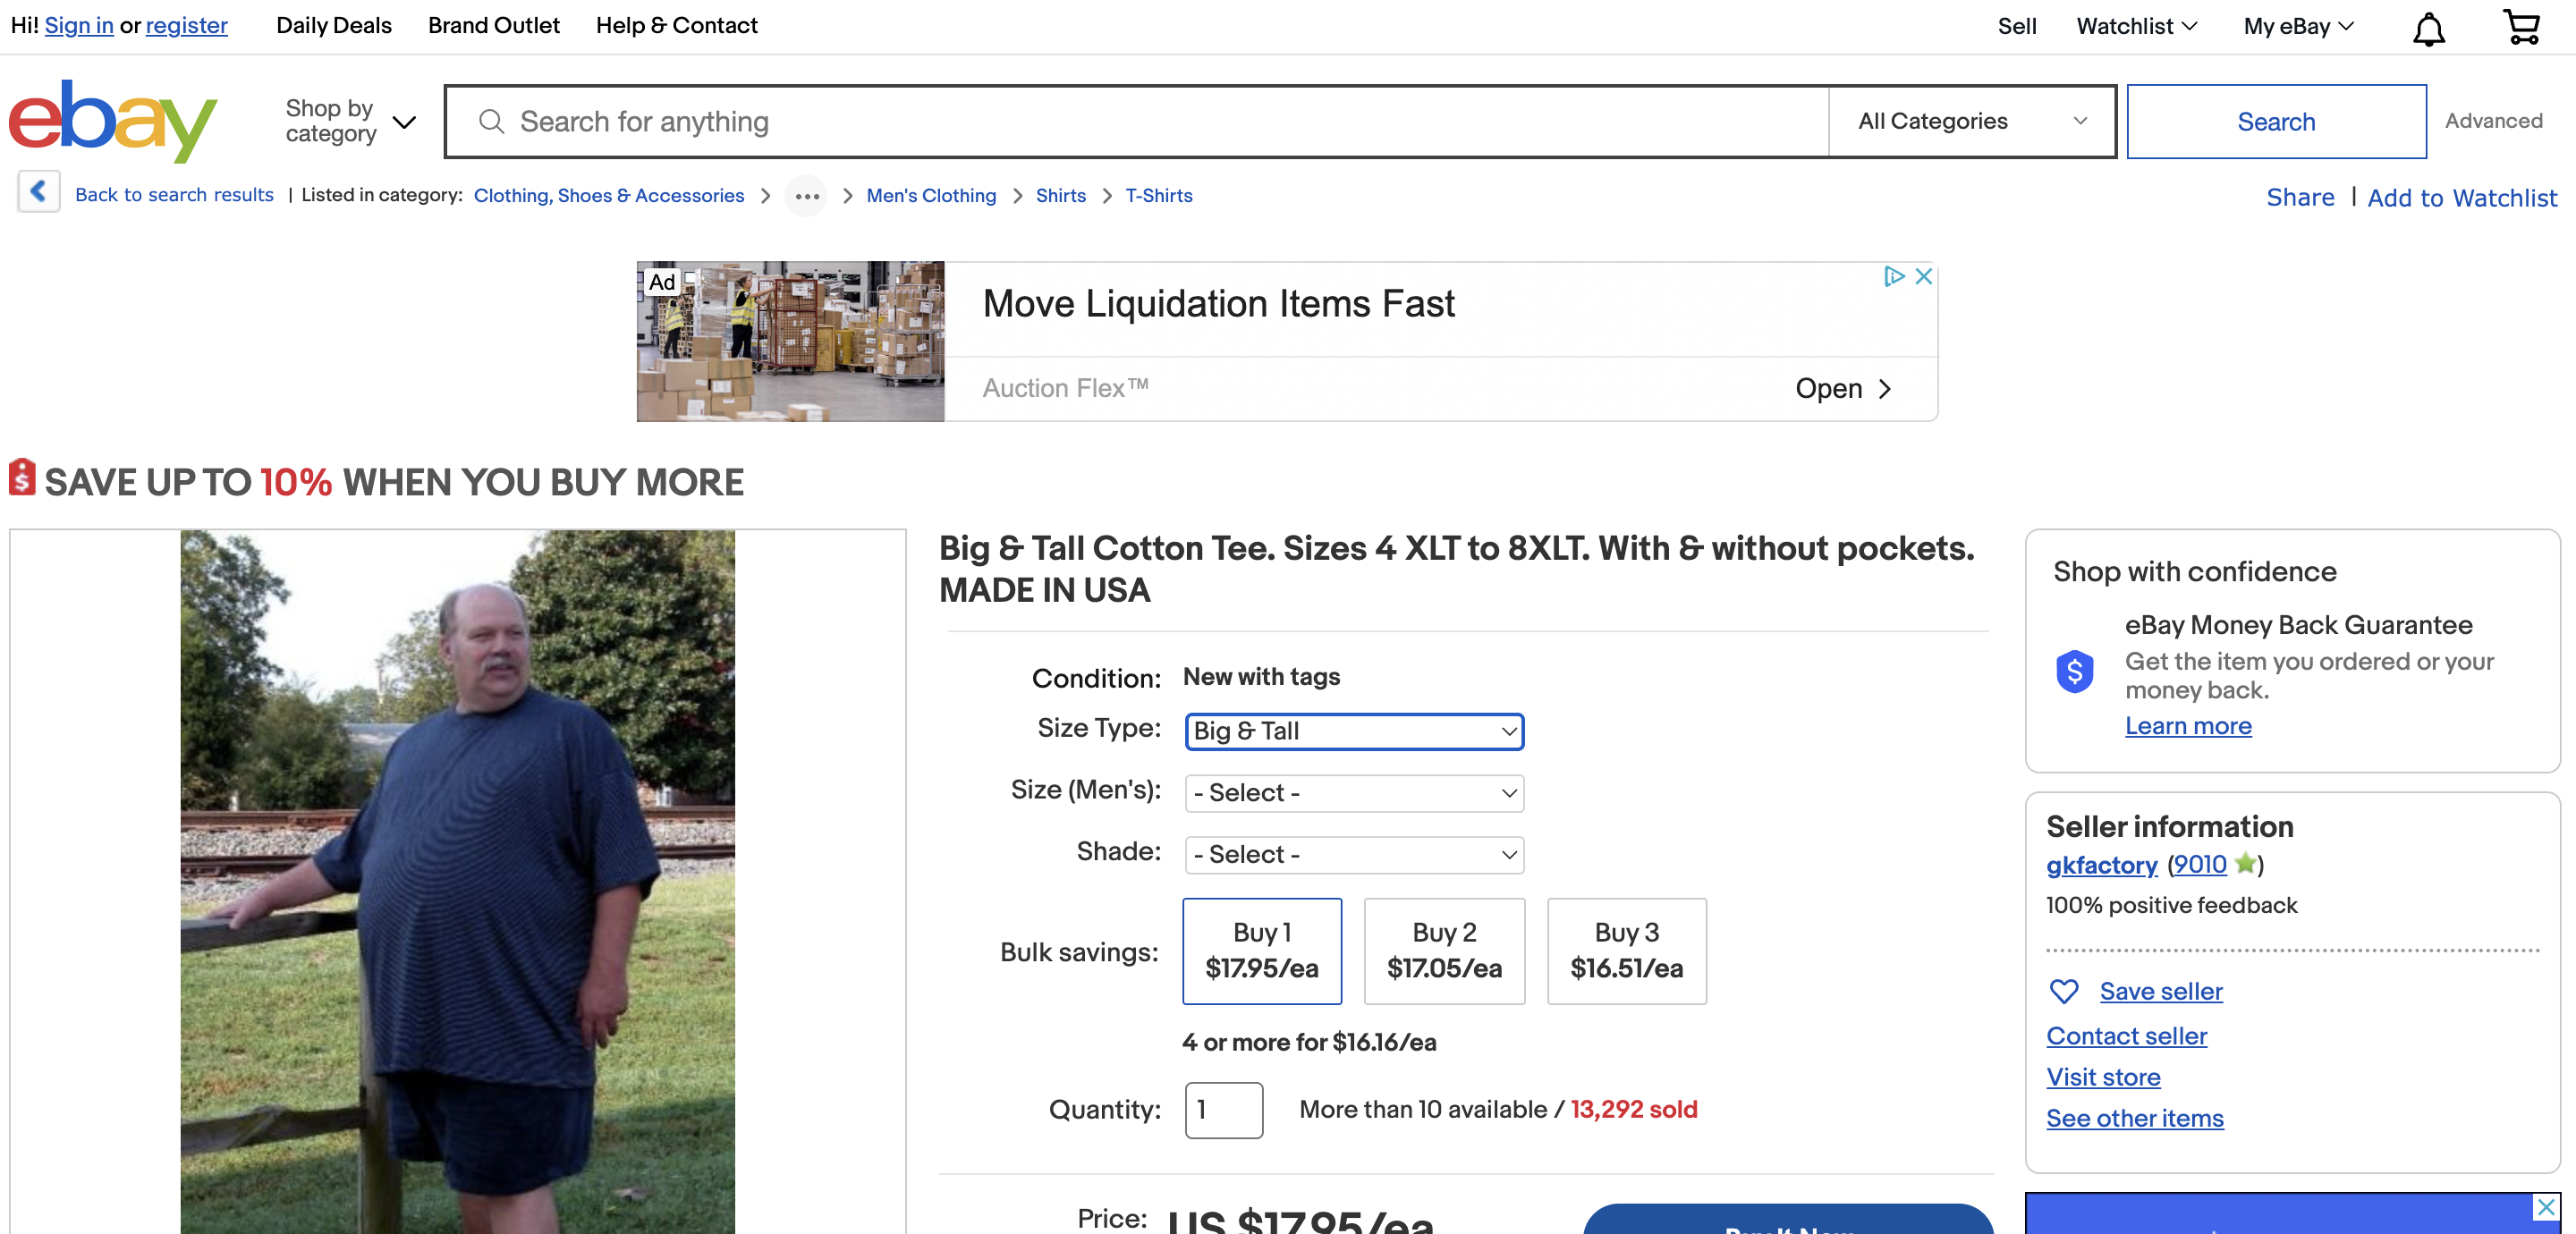 Hi! Sign in or register Daily Deals Brand Outlet Help & Contact Sell Watchlist My eBay
ebay
Shop by category
Search for anything
All Categories
Search
Advanced
Back to search results | Listed in category: Clothing, Shoes & Accessories > ... > Men's Clothing > Shirts > T-Shirts
Share | Add to Watchlist
Ad
Move Liquidation Items Fast
Auction Flex™
Open >
SAVE UP TO 10% WHEN YOU BUY MORE
Big & Tall Cotton Tee. Sizes 4 XLT to 8XLT. With & without pockets.
MADE IN USA
Condition: New with tags
Size Type: Big & Tall
Size (Men's): - Select -
Shade: - Select -
Bulk savings:
Buy 1
$17.95/ea
Buy 2
$17.05/ea
Buy 3
$16.51/ea
4 or more for $16.16/ea
Quantity: 1 More than 10 available / 13,292 sold
Price: US $17.95/ea
Buy It Now
Shop with confidence
eBay Money Back Guarantee
Get the item you ordered or your
money back.
Learn more
Seller information
gkfactory (9010)
100% positive feedback
Save seller
Contact seller
Visit store
See other items